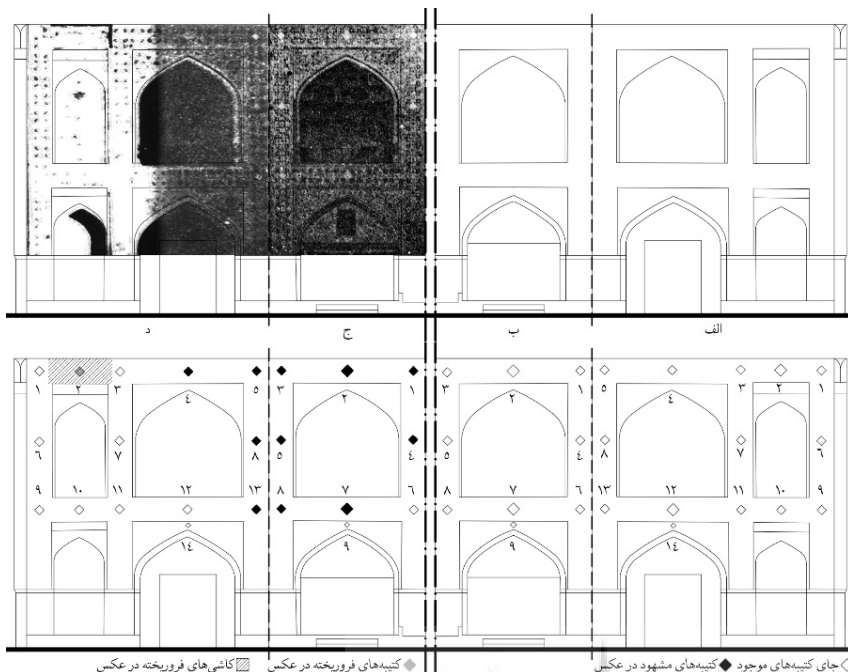 الف ب ج د
١ ٢ ٣ ٤ ٥ ١ ٢ ٣ ١ ٢ ٣ ٥ ٤ ٣ ٢ ١
٦ ٧ ٨ ٤ ٥ ٤ ٥ ٨ ٧ ٦
٩ ١٠ ١١ ١٢ ١٣ ٦ ٧ ٨ ٦ ٧ ٨ ١٣ ١٢ ١١ ١٠ ٩
١٤ ٩ ٩ ١٤
جای کتیبه‌های موجود کتیبه‌های مشهود در عکس کتیبه‌های فروریخته در عکس کاشی‌های فروریخته در عکس